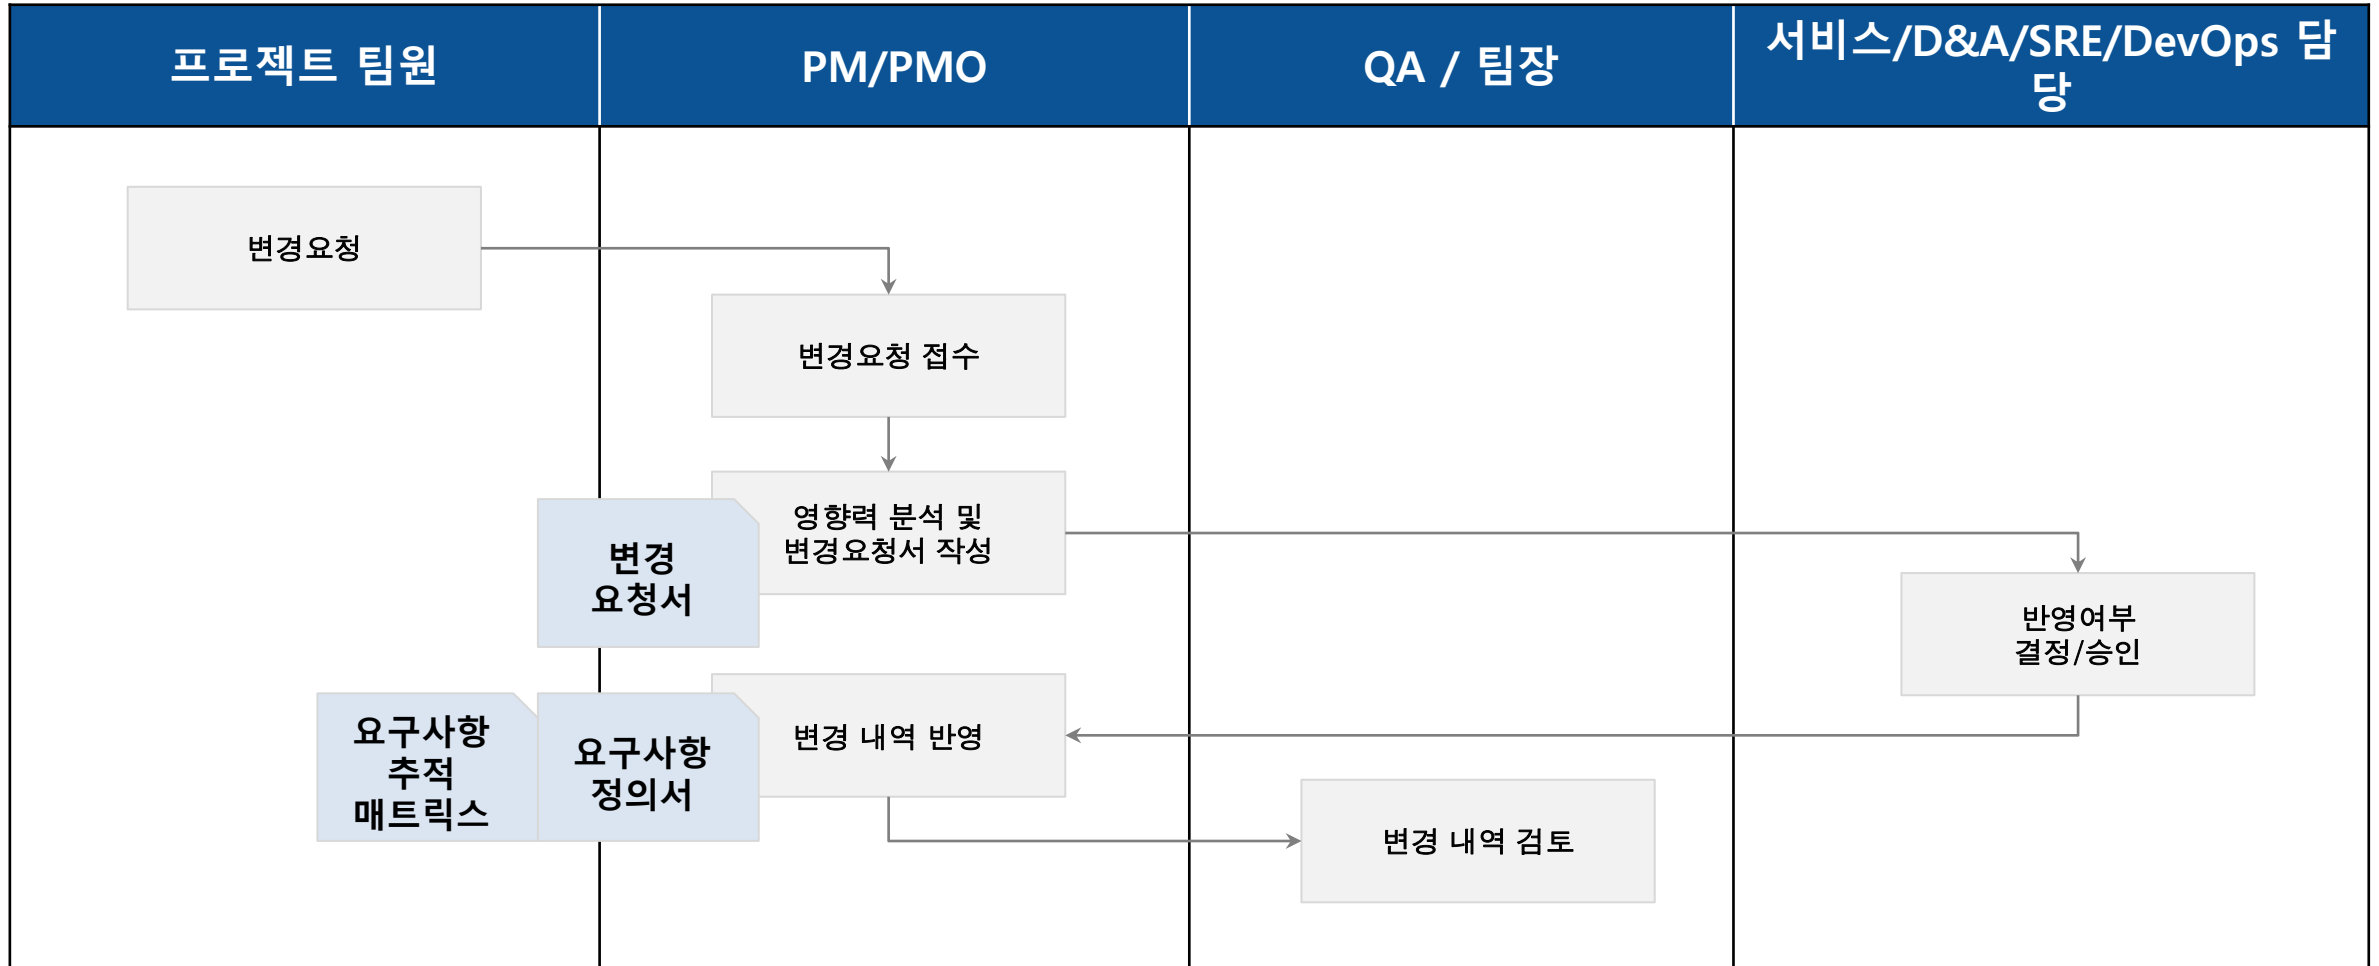 프로젝트 팀원
PM/PMO
QA / 팀장
서비스/D&A/SRE/DevOps 담
당
변경요청
변경요청 접수
영향력 분석 및
변경요청서 작성
변경
요청서
반영여부
결정/승인
변경 내역 반영
요구사항
추적
매트릭스
요구사항
정의서
변경 내역 검토